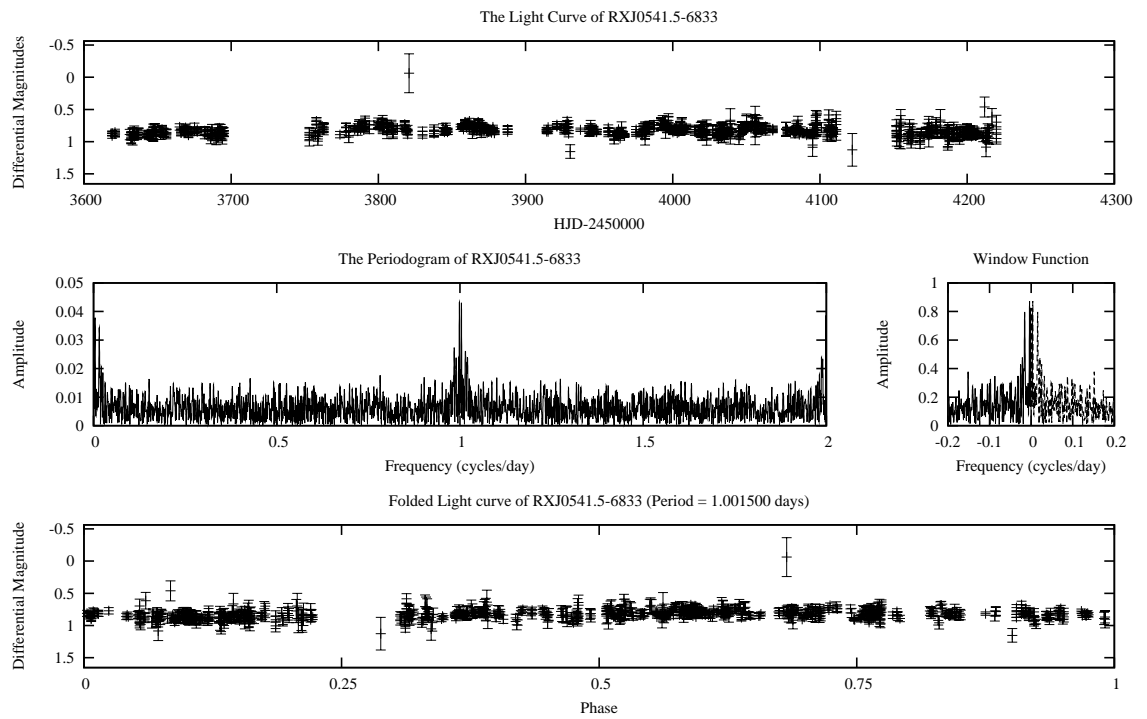 The Light Curve of RXJ0541.5-6833
Differential Magnitudes
-0.5
0
0.5
1
1.5
3600 3700 3800 3900 4000 4100 4200 4300
HJD-2450000
The Periodogram of RXJ0541.5-6833
Amplitude
0.05
0.04
0.03
0.02
0.01
0
0 0.5 1 1.5 2
Frequency (cycles/day)
Window Function
Amplitude
1
0.8
0.6
0.4
0.2
0
-0.2 -0.1 0 0.1 0.2
Frequency (cycles/day)
Folded Light curve of RXJ0541.5-6833 (Period = 1.001500 days)
Differential Magnitude
-0.5
0
0.5
1
1.5
0 0.25 0.5 0.75 1
Phase